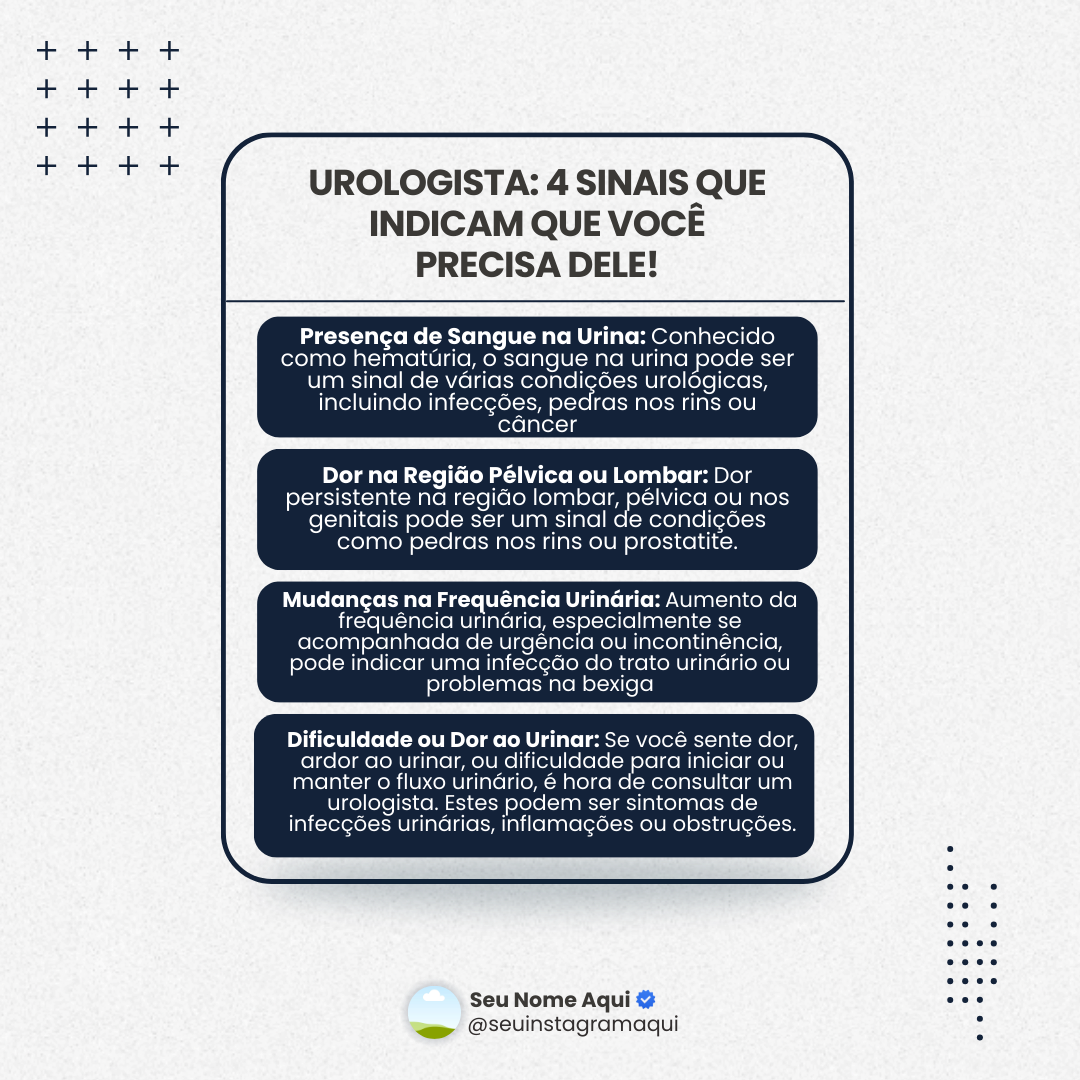 UROLOGISTA: 4 SINAIS QUE
INDICAM QUE VOCÊ
PRECISA DELE!
Presença de Sangue na Urina: Conhecido
como hematúria, o sangue na urina pode ser
um sinal de várias condições urológicas,
incluindo infecções, pedras nos rins ou
câncer
Dor na Região Pélvica ou Lombar: Dor
persistente na região lombar, pélvica ou nos
genitais pode ser um sinal de condições
como pedras nos rins ou prostatite.
Mudanças na Frequência Urinária: Aumento da
frequência urinária, especialmente se
acompanhada de urgência ou incontinência,
pode indicar uma infecção do trato urinário ou
problemas na bexiga
Dificuldade ou Dor ao Urinar: Se você sente dor,
ardor ao urinar, ou dificuldade para iniciar ou
manter o fluxo urinário, é hora de consultar um
urologista. Estes podem ser sintomas de
infecções urinárias, inflamações ou obstruções.
Seu Nome Aqui
@seuinstagramaqui